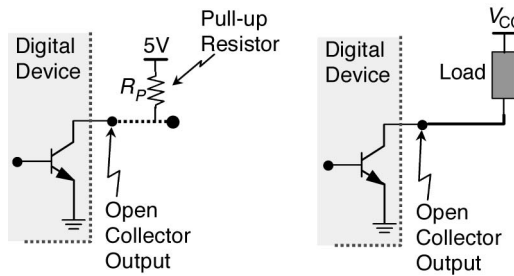 Pull-up
Resistor
Digital
Device
5V
R_P
Open
Collector
Output
Digital
Device
V_CC
Load
Open
Collector
Output